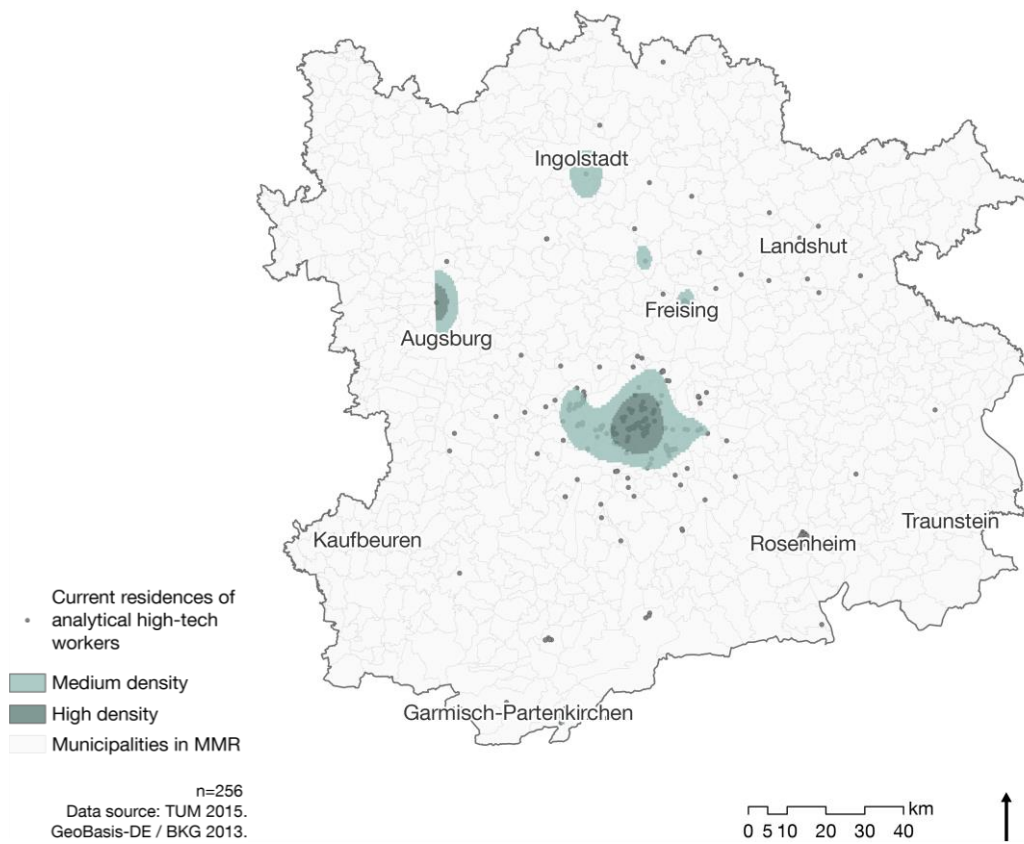 Ingolstadt
Landshut
Freising
Augsburg
Traunstein
Kaufbeuren
Rosenheim
Garmisch-Partenkirchen
Current residences of
analytical high-tech
workers
Medium density
High density
Municipalities in MMR
n=256
Data source: TUM 2015.
GeoBasis-DE / BKG 2013.
km
0 5 10 20 30 40